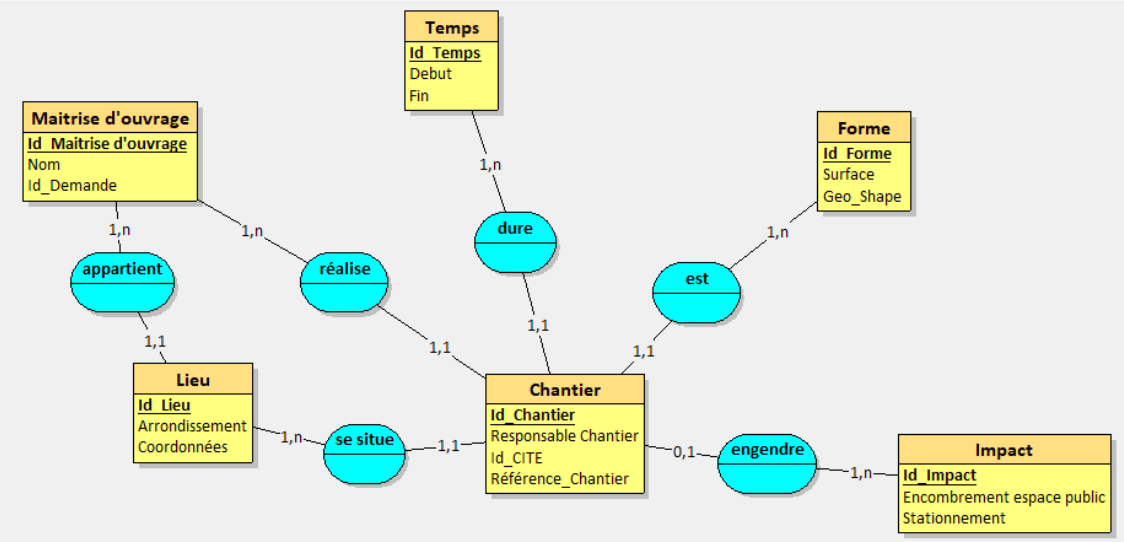 Temps
Id_Temps
Debut
Fin
Maitrise d'ouvrage
Id_Maitrise d'ouvrage
Nom
Id_Demande
Forme
Id_Forme
Surface
Geo_Shape
1,n
1,n
1,n
1,n
dure
appartient
réalise
est
1,1
1,1
1,1
1,1
Lieu
Id_Lieu
Arrondissement
Coordonnées
Chantier
Id_Chantier
Responsable Chantier
Id_CITE
Référence_Chantier
1,n
se situe
1,1
0,1
engendre
1,n
Impact
Id_Impact
Encombrement espace public
Stationnement